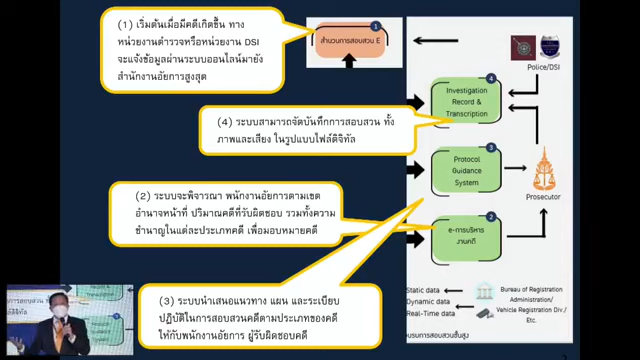 (1) เริ่มต้นเมื่อมีคดีเกิดขึ้น ทาง
หน่วยงานตำรวจหรือหน่วยงาน DSI
จะแจ้งข้อมูลผ่านระบบออนไลน์มายัง
สำนักงานอัยการสูงสุด
1
สำนวนการสอบสวน E
Police/DSI
4
Investigation
Record &
Transcription
(4) ระบบสามารถจัดบันทึกการสอบสวน ทั้ง
ภาพและเสียง ในรูปแบบไฟล์ดิจิทัล
3
Protocol
Guidance
System
Prosecutor
(2) ระบบจะพิจารณา พนักงานอัยการตามเขต
อำนาจหน้าที่ ปริมาณคดีที่รับผิดชอบ รวมทั้งความ
ชำนาญในแต่ละประเภทคดี เพื่อมอบหมายคดี
2
e-การบริหาร
งานคดี
(3) ระบบนำเสนอแนวทาง แผน และระเบียบ
ปฏิบัติในการสอบสวนคดีตามประเภทของคดี
ให้กับพนักงานอัยการ ผู้รับผิดชอบคดี
Static data
Dynamic data
Real-Time data
Bureau of Registration
Administration/
Vehicle Registration Div./
Etc.